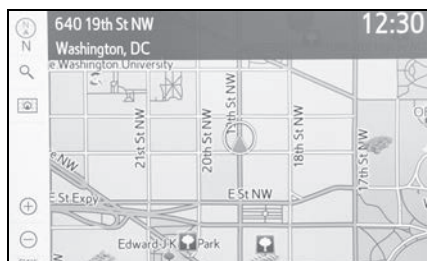 640 19th St NW
12:30
Washington, DC
N
N
e Washington University
21st St NW
20th St NW
19th St NW
18th St NW
17th St NW
e NW
E St Expy
E St NW
Edward J K Park